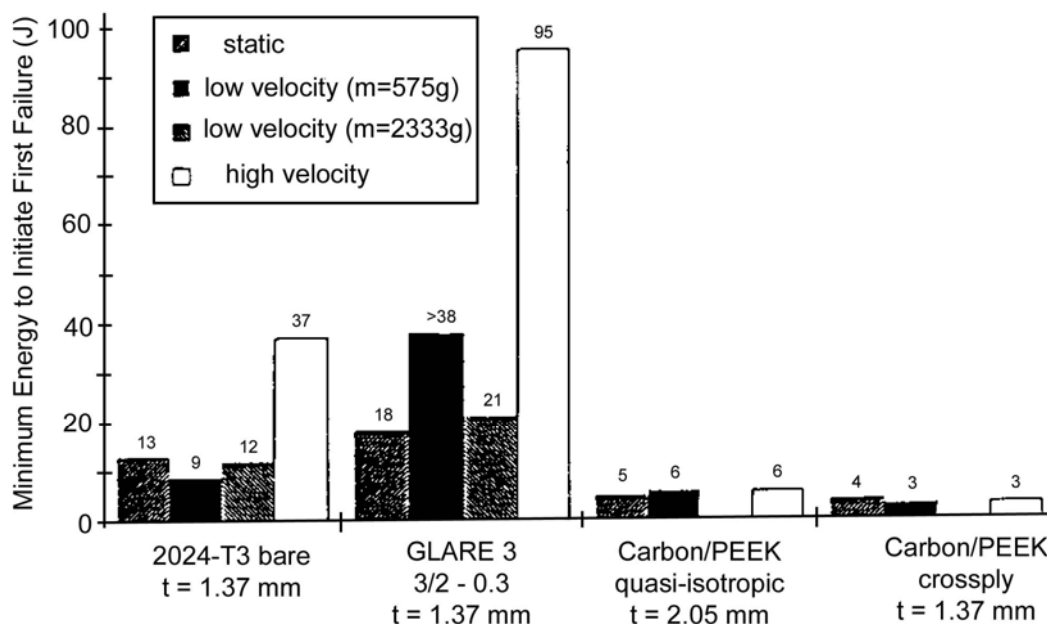 Minimum Energy to Initiate First Failure (J)
100
80
60
40
20
0
static
low velocity (m=575g)
low velocity (m=2333g)
high velocity
13
9
12
37
18
>38
21
95
5
6
6
4
3
3
2024-T3 bare
t = 1.37 mm
GLARE 3
3/2 - 0.3
t = 1.37 mm
Carbon/PEEK
quasi-isotropic
t = 2.05 mm
Carbon/PEEK
crossply
t = 1.37 mm